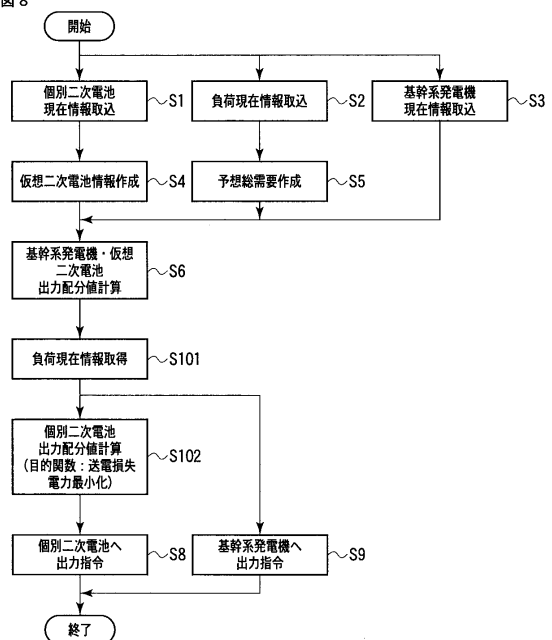 図8
開始
個別二次電池
現在情報取込
S1
負荷現在情報取込
S2
基幹系発電機
現在情報取込
S3
仮想二次電池情報作成
S4
予想総需要作成
S5
基幹系発電機・仮想
二次電池
出力配分値計算
S6
負荷現在情報取得
S101
個別二次電池
出力配分値計算
(目的関数:送電損失
電力最小化)
S102
個別二次電池へ
出力指令
S8
基幹系発電機へ
出力指令
S9
終了